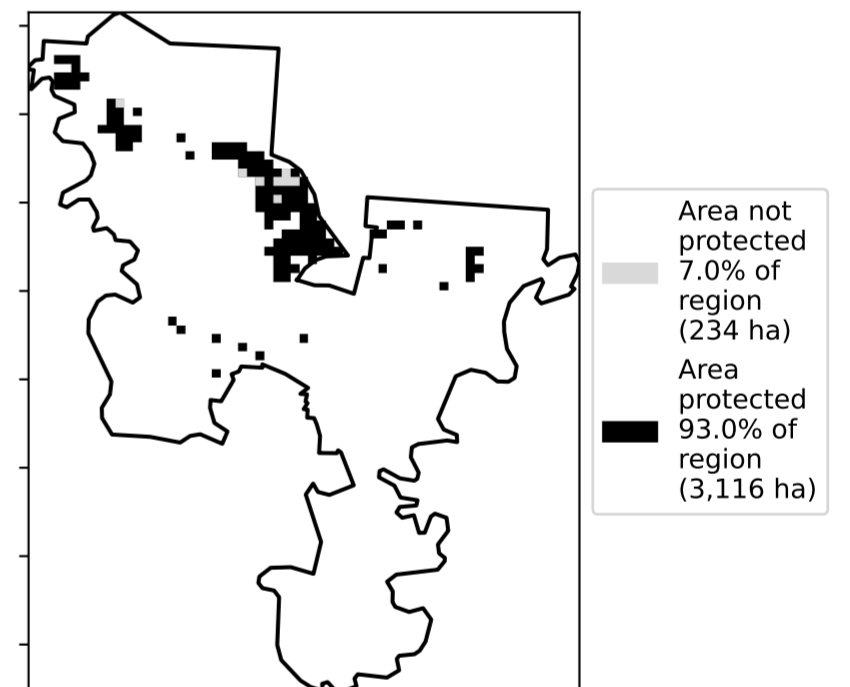 Area not
protected
7.0% of
region
(234 ha)
Area
protected
93.0% of
region
(3,116 ha)